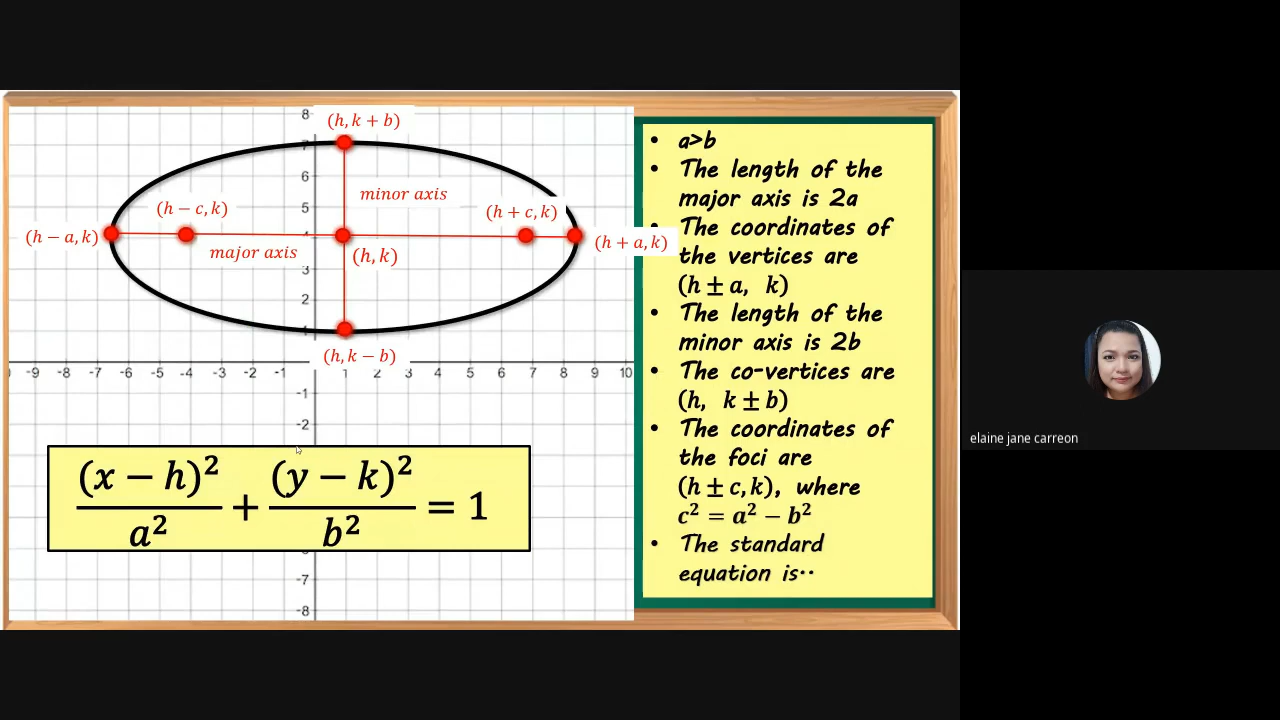 8
(h, k + b)
7
6
minor axis
(h − c, k)
5
(h + c, k)
(h − a, k)
4
(h + a, k)
major axis
(h, k)
3
2
1
(h, k − b)
-9 -8 -7 -6 -5 -4 -3 -2 -1 1 2 3 4 5 6 7 8 9 10
-1
-2
(x − h)² / a² + (y − k)² / b² = 1
-7
-8
• a>b
• The length of the
major axis is 2a
• The coordinates of
the vertices are
(h ± a, k)
• The length of the
minor axis is 2b
• The co-vertices are
(h, k ± b)
• The coordinates of
the foci are
(h ± c, k), where
c² = a² − b²
• The standard
equation is··
elaine jane carreon